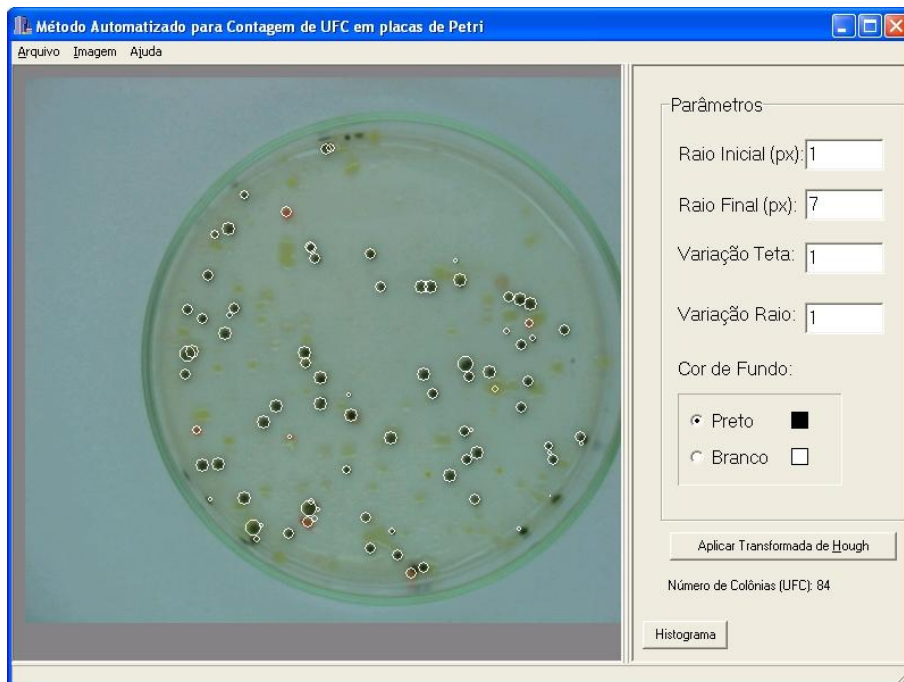 Método Automatizado para Contagem de UFC em placas de Petri
Arquivo Imagem Ajuda
Parâmetros
Raio Inicial (px): 1
Raio Final (px): 7
Variação Teta: 1
Variação Raio: 1
Cor de Fundo:
Preto
Branco
Aplicar Transformada de Hough
Número de Colônias (UFC): 84
Histograma